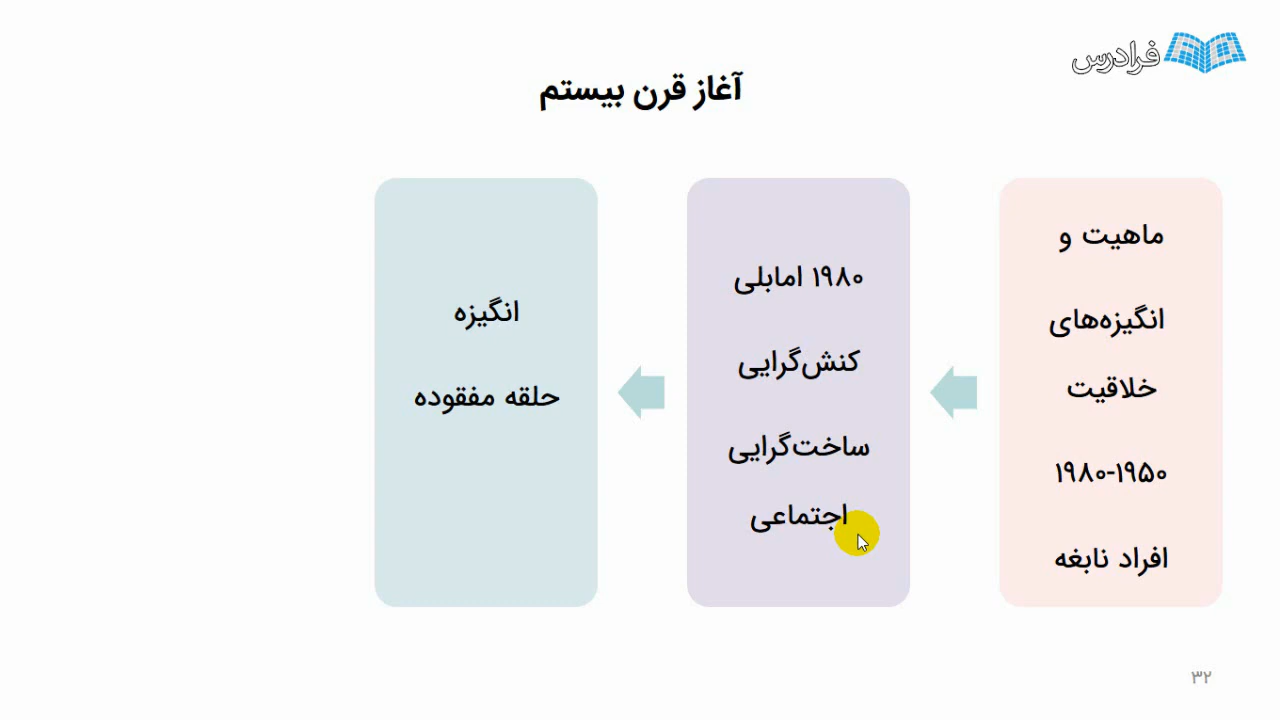 فرادرس
آغاز قرن بیستم
ماهیت و
انگیزه‌های
خلاقیت
۱۹۸۰-۱۹۵۰
افراد نابغه
۱۹۸۰ امابلی
کنش‌گرایی
ساخت‌گرایی
اجتماعی
انگیزه
حلقه مفقوده
۳۲